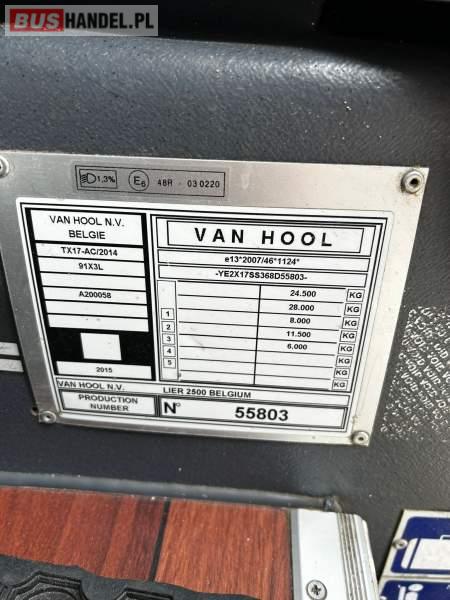 BUSHANDEL.PL
1,3% E6 48R - 03 0220
VAN HOOL N.V.
BELGIE
TX17-AC/2014
91X3L
A200058
2015
VAN HOOL
e13*2007/46*1124*
-YE2X17SS368D55803-
24.500 KG
28.000 KG
1 8.000 KG
2 11.500 KG
3 6.000 KG
4 KG
5 KG
KG
VAN HOOL N.V. LIER 2500 BELGIUM
PRODUCTION
NUMBER
Nº 55803